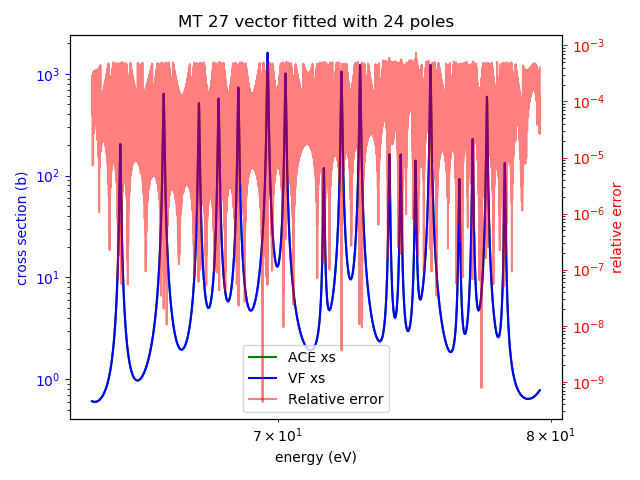 MT 27 vector fitted with 24 poles
cross section (b)
10³
10²
10¹
10⁰
10⁻³
10⁻⁴
10⁻⁵
10⁻⁶
10⁻⁷
10⁻⁸
10⁻⁹
relative error
ACE xs
VF xs
Relative error
7 × 10¹
8 × 10¹
energy (eV)